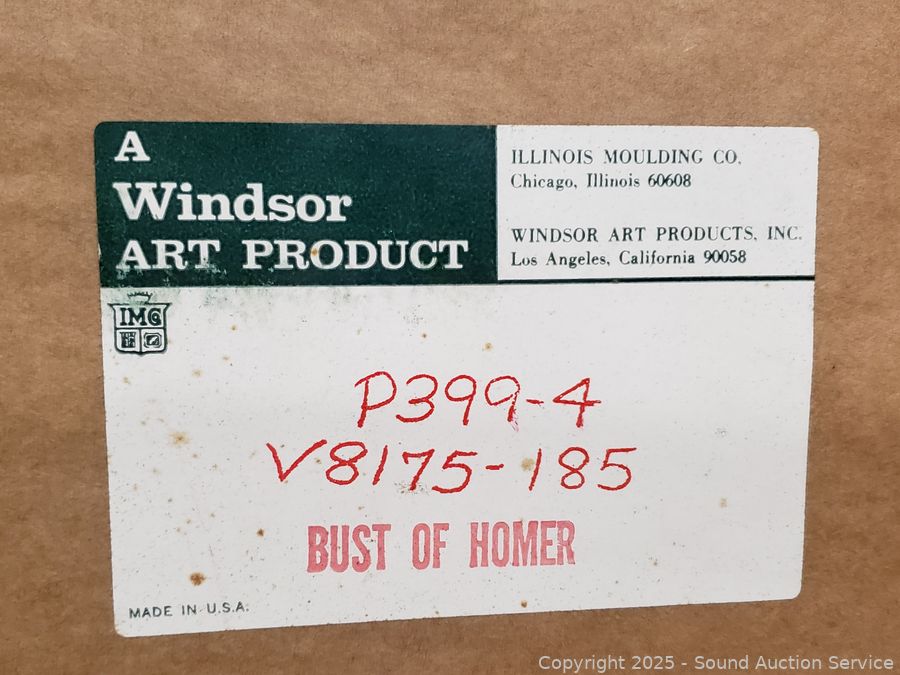 A
Windsor
ART PRODUCT
ILLINOIS MOULDING CO.
Chicago, Illinois 60608
WINDSOR ART PRODUCTS, INC.
Los Angeles, California 90058
IMC
P399-4
V8175-185
BUST OF HOMER
MADE IN U.S.A.
Copyright 2025 - Sound Auction Service